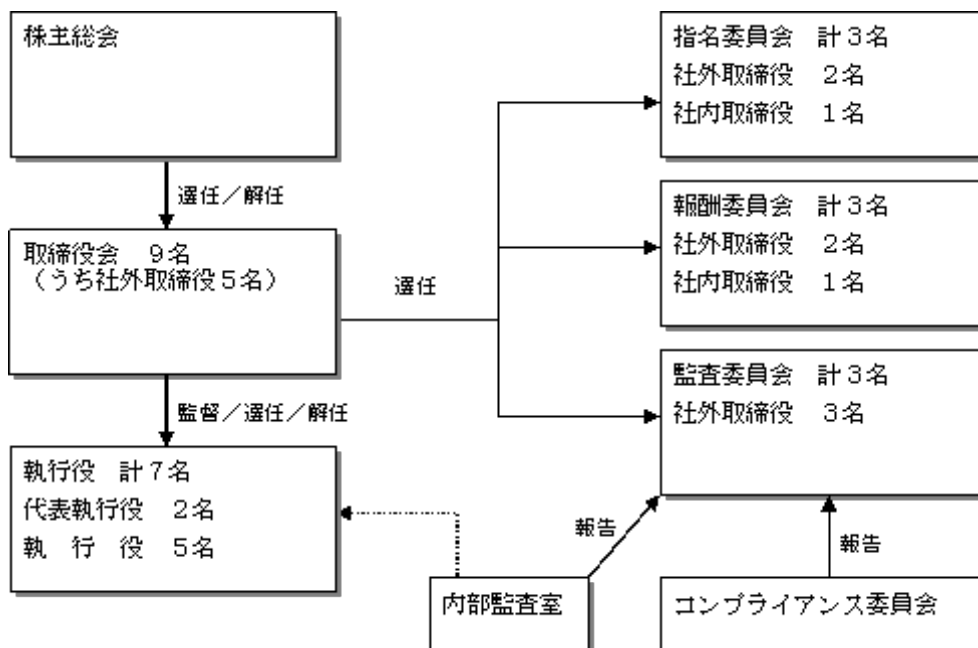 株主総会
選任／解任
取締役会　９名
（うち社外取締役５名）
監督／選任／解任
執行役　計７名
代表執行役　２名
執　行　役　５名
選任
指名委員会　計３名
社外取締役　２名
社内取締役　１名
報酬委員会　計３名
社外取締役　２名
社内取締役　１名
監査委員会　計３名
社外取締役　３名
報告
報告
内部監査室
コンプライアンス委員会